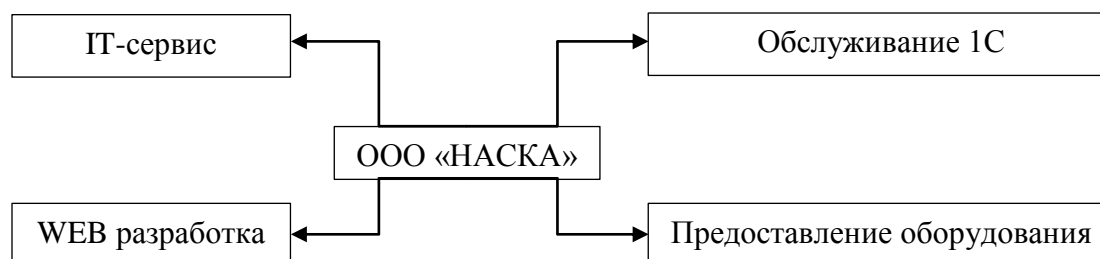 IT-сервис
Обслуживание 1С
ООО «НАСКА»
WEB разработка
Предоставление оборудования